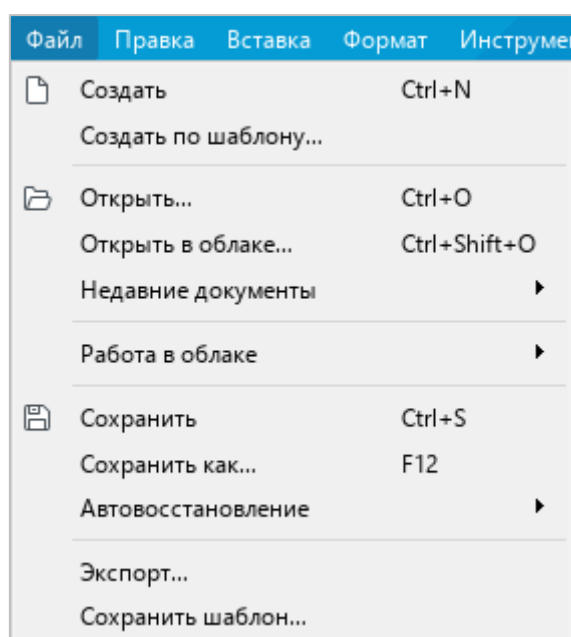 Файл Правка Вставка Формат Инструме
Создать Ctrl+N
Создать по шаблону...
Открыть... Ctrl+O
Открыть в облаке... Ctrl+Shift+O
Недавние документы
Работа в облаке
Сохранить Ctrl+S
Сохранить как... F12
Автовосстановление
Экспорт...
Сохранить шаблон...